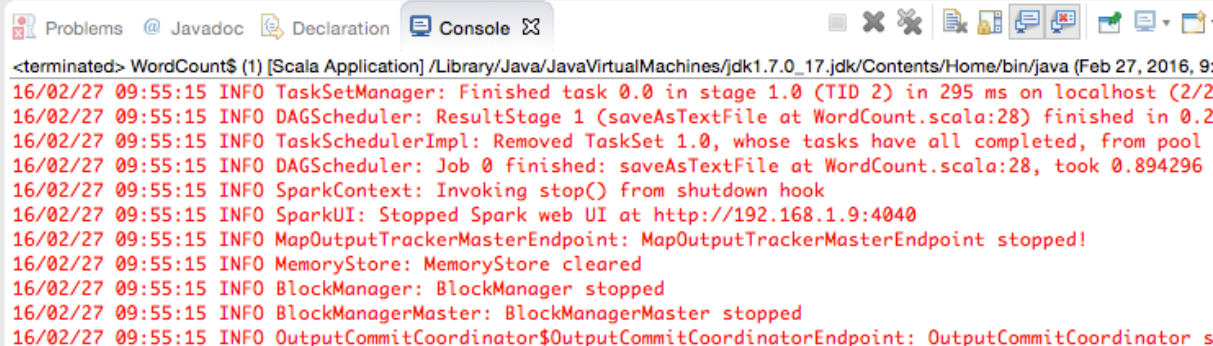 Problems @ Javadoc Declaration Console
<terminated> WordCount$ (1) [Scala Application] /Library/Java/JavaVirtualMachines/jdk1.7.0_17.jdk/Contents/Home/bin/java (Feb 27, 2016, 9:
16/02/27 09:55:15 INFO TaskSetManager: Finished task 0.0 in stage 1.0 (TID 2) in 295 ms on localhost (2/2
16/02/27 09:55:15 INFO DAGScheduler: ResultStage 1 (saveAsTextFile at WordCount.scala:28) finished in 0.2
16/02/27 09:55:15 INFO TaskSchedulerImpl: Removed TaskSet 1.0, whose tasks have all completed, from pool
16/02/27 09:55:15 INFO DAGScheduler: Job 0 finished: saveAsTextFile at WordCount.scala:28, took 0.894296
16/02/27 09:55:15 INFO SparkContext: Invoking stop() from shutdown hook
16/02/27 09:55:15 INFO SparkUI: Stopped Spark web UI at http://192.168.1.9:4040
16/02/27 09:55:15 INFO MapOutputTrackerMasterEndpoint: MapOutputTrackerMasterEndpoint stopped!
16/02/27 09:55:15 INFO MemoryStore: MemoryStore cleared
16/02/27 09:55:15 INFO BlockManager: BlockManager stopped
16/02/27 09:55:15 INFO BlockManagerMaster: BlockManagerMaster stopped
16/02/27 09:55:15 INFO OutputCommitCoordinator$OutputCommitCoordinatorEndpoint: OutputCommitCoordinator s